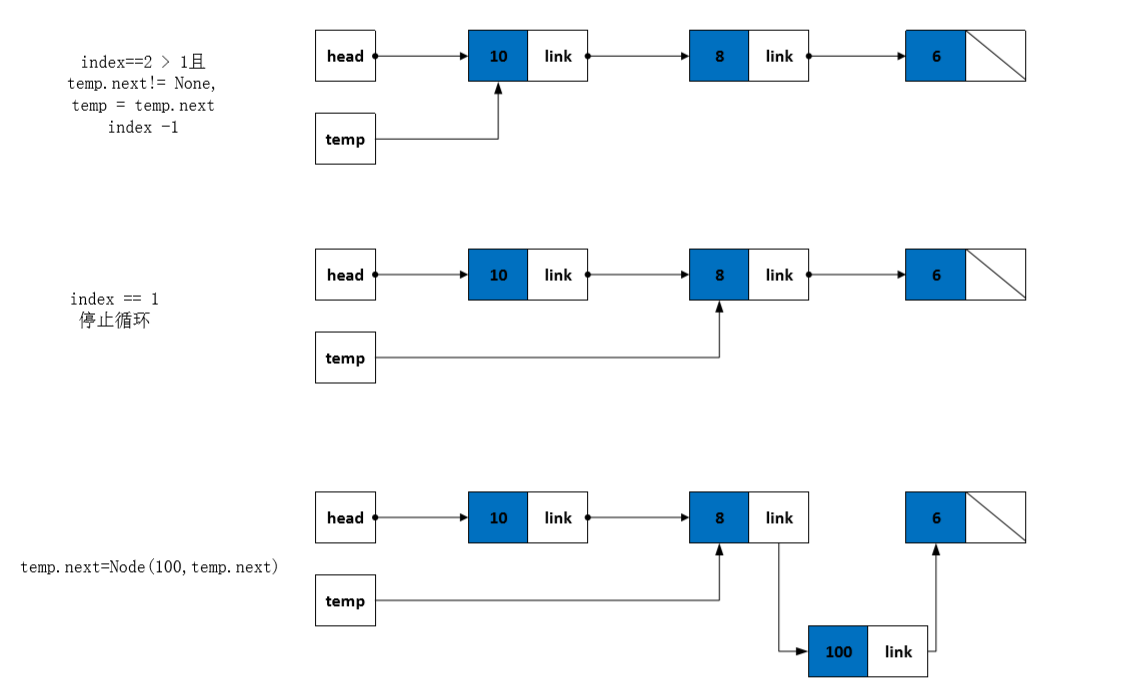 index==2 > 1且
temp.next!= None,
temp = temp.next
index -1
head
10
link
8
link
6
temp
index == 1
停止循环
head
10
link
8
link
6
temp
temp.next=Node(100,temp.next)
head
10
link
8
link
6
temp
100
link